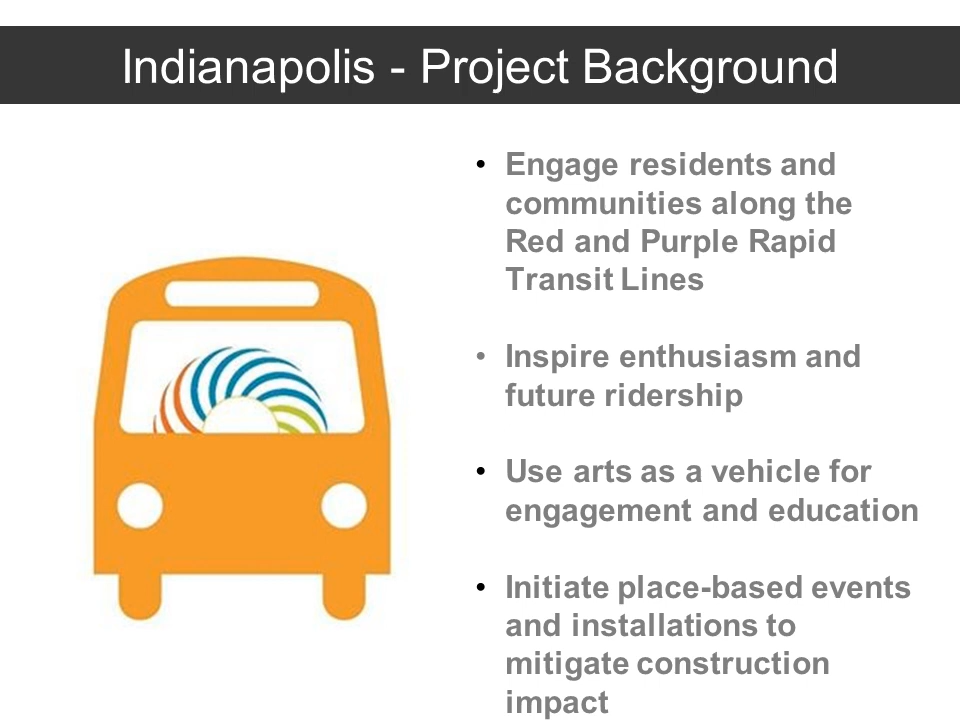 Indianapolis - Project Background
• Engage residents and
communities along the
Red and Purple Rapid
Transit Lines
• Inspire enthusiasm and
future ridership
• Use arts as a vehicle for
engagement and education
• Initiate place-based events
and installations to
mitigate construction
impact